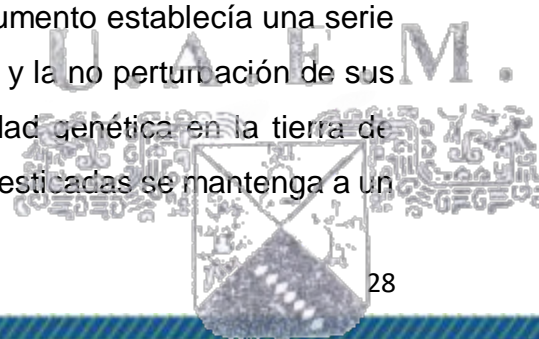 umento establecía una serie
U.A.E.M.
y la no perturbación de sus
dad genética en la tierra de
esticadas se mantenga a un
28